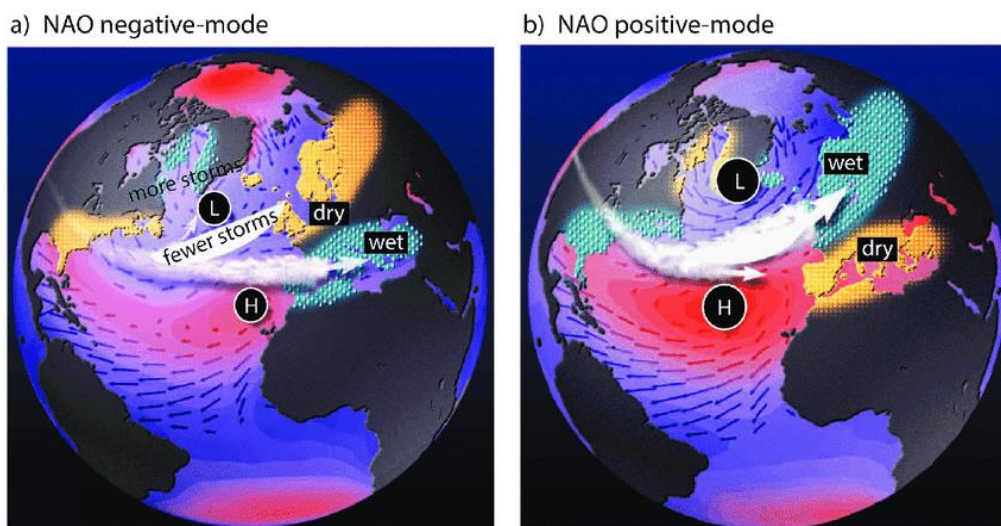 a) NAO negative-mode
more storms
L
fewer storms
dry
wet
H
b) NAO positive-mode
wet
L
dry
H